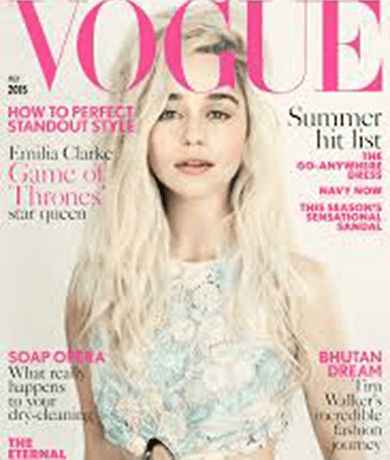 VOGUE
2015
HOW TO PERFECT
STANDOUT STYLE
Emilia Clarke
Game of
Thrones'
star queen
Summer
hit list
THE
GO-ANYWHERE
DRESS
NAVY NOW
THIS SEASON'S
SENSATIONAL
SANDAL
SOAP OPERA
What really
happens
to your
dry-cleaning
THE
ETERNAL
BHUTAN
DREAM
Tim
Walker's
incredible
fashion
journey